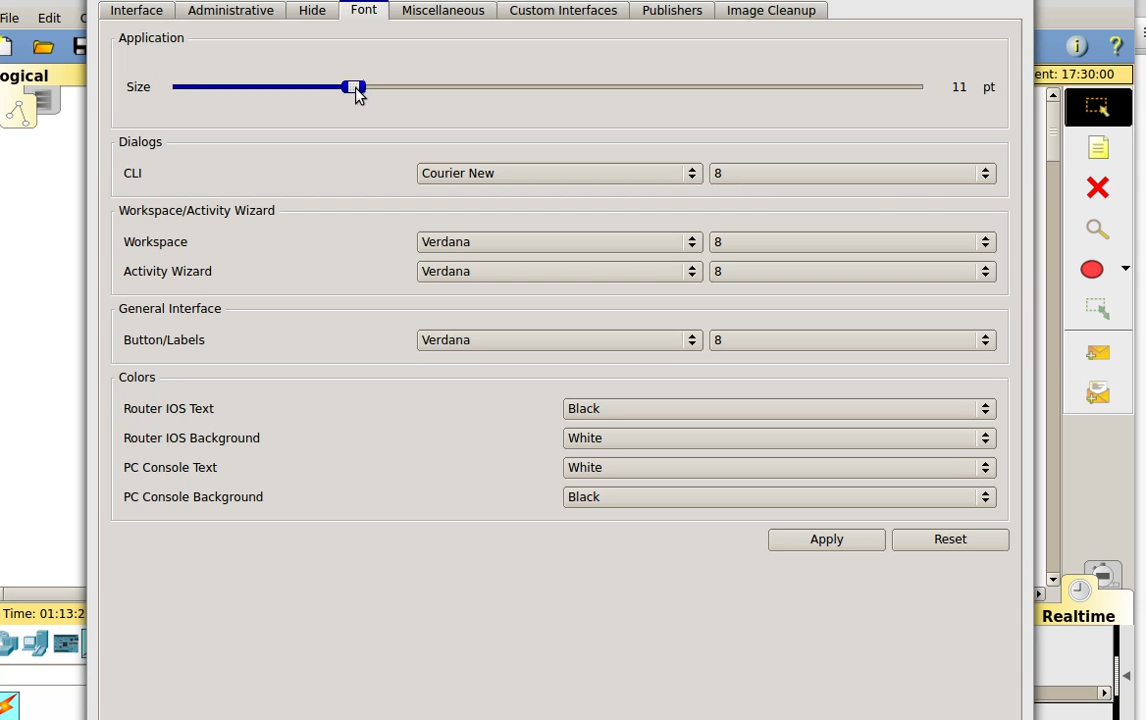 File Edit
Interface Administrative Hide Font Miscellaneous Custom Interfaces Publishers Image Cleanup
ogical
ent: 17:30:00
Application
Size 11 pt
Dialogs
CLI Courier New 8
Workspace/Activity Wizard
Workspace Verdana 8
Activity Wizard Verdana 8
General Interface
Button/Labels Verdana 8
Colors
Router IOS Text Black
Router IOS Background White
PC Console Text White
PC Console Background Black
Apply Reset
Time: 01:13:2
Realtime